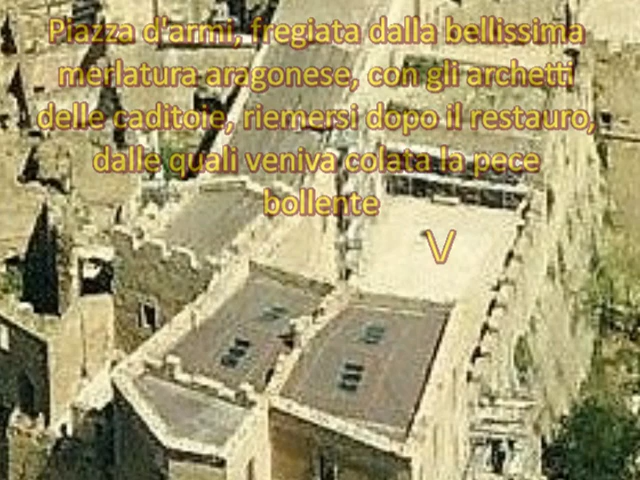 Piazza d'armi, fregiata dalla bellissima
merlatura aragonese, con gli archetti
delle caditoie, riemersi dopo il restauro,
dalle quali veniva colata la pece
bollente
V